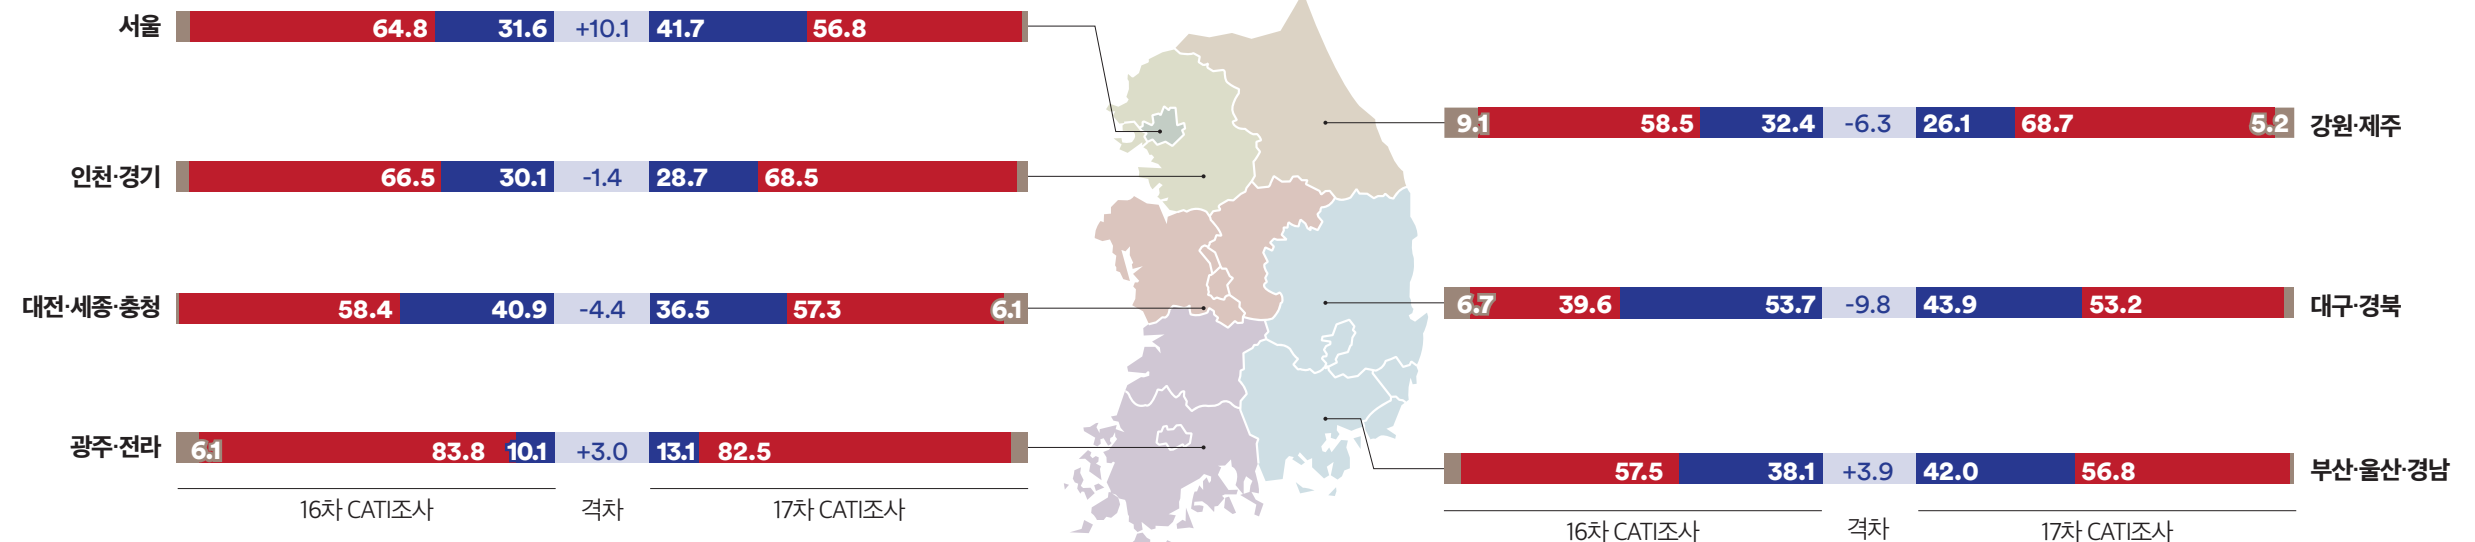 서울 64.8 31.6 +10.1 41.7 56.8
인천·경기 66.5 30.1 -1.4 28.7 68.5
대전·세종·충청 58.4 40.9 -4.4 36.5 57.3 6.1
광주·전라 6.1 83.8 10.1 +3.0 13.1 82.5
16차 CATI조사 격차 17차 CATI조사
9.1 58.5 32.4 -6.3 26.1 68.7 5.2 강원·제주
6.7 39.6 53.7 -9.8 43.9 53.2 대구·경북
57.5 38.1 +3.9 42.0 56.8 부산·울산·경남
16차 CATI조사 격차 17차 CATI조사